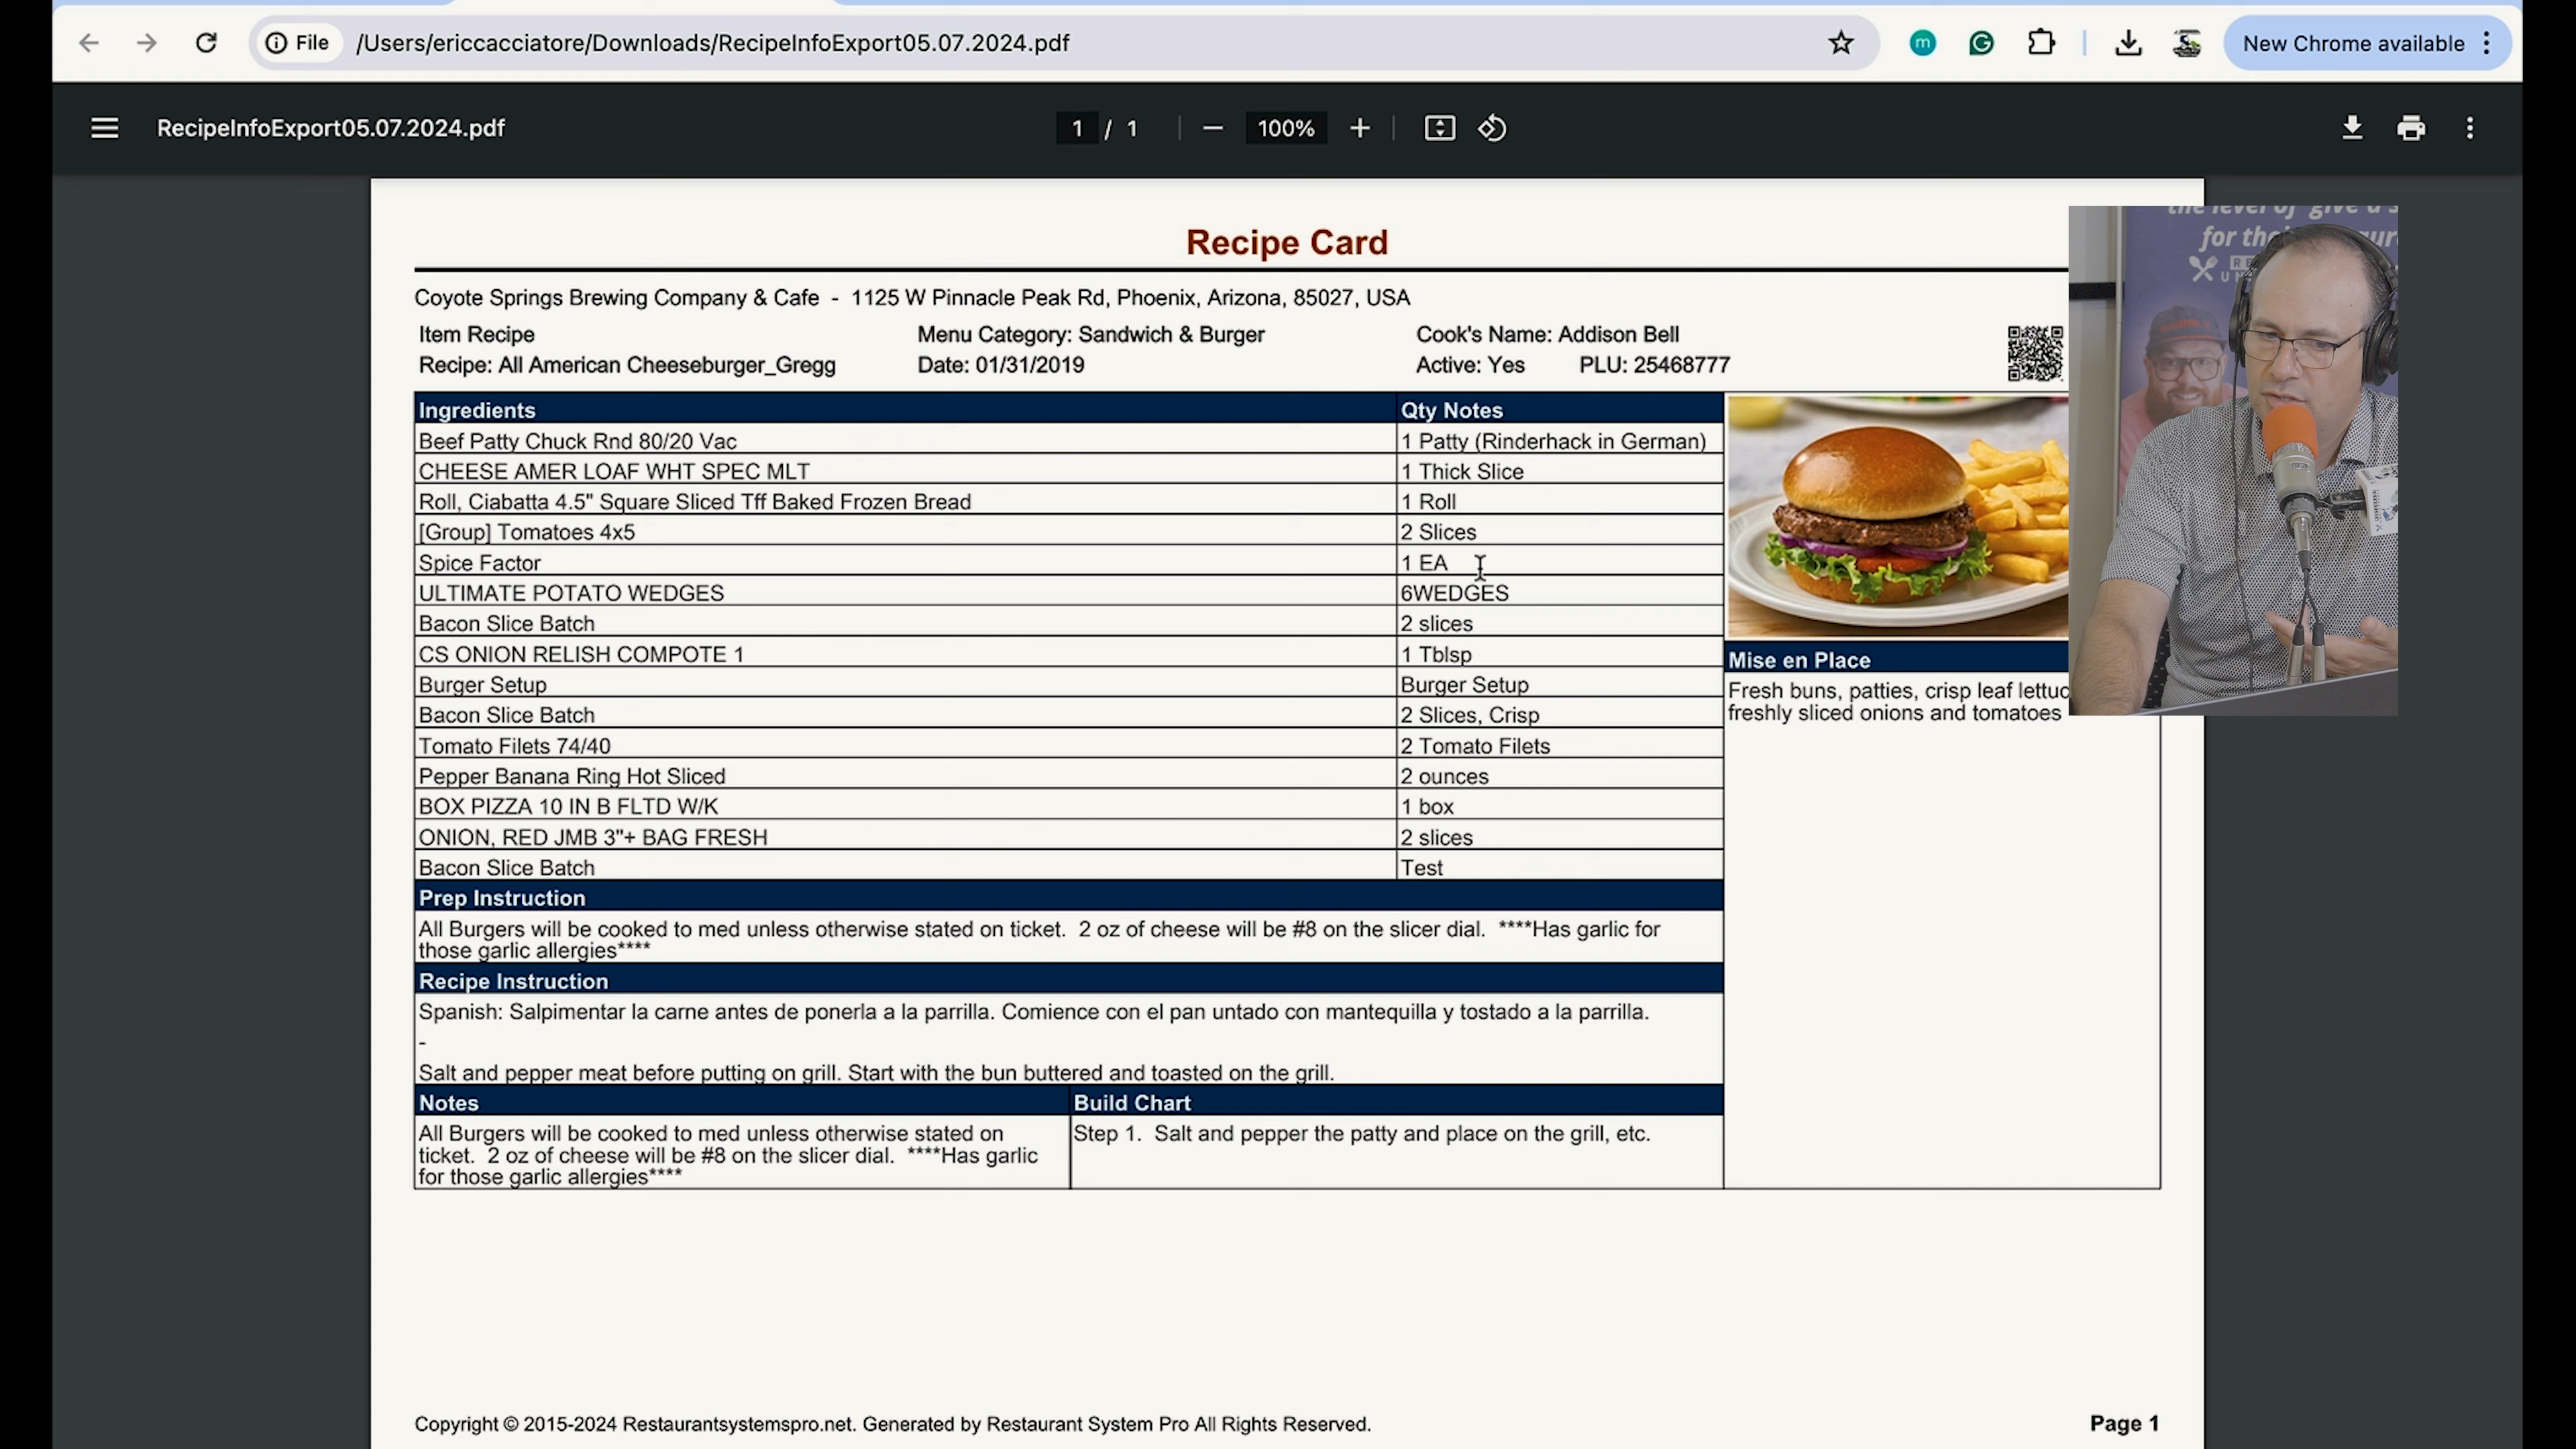 File /Users/ericcacciatore/Downloads/RecipeInfoExport05.07.2024.pdf
New Chrome available
RecipeInfoExport05.07.2024.pdf
1 / 1
100%
Recipe Card
Coyote Springs Brewing Company & Cafe - 1125 W Pinnacle Peak Rd, Phoenix, Arizona, 85027, USA
Item Recipe Menu Category: Sandwich & Burger Cook's Name: Addison Bell
Recipe: All American Cheeseburger_Gregg Date: 01/31/2019 Active: Yes PLU: 25468777
Ingredients Qty Notes
Beef Patty Chuck Rnd 80/20 Vac 1 Patty (Rinderhack in German)
CHEESE AMER LOAF WHT SPEC MLT 1 Thick Slice
Roll, Ciabatta 4.5" Square Sliced Tff Baked Frozen Bread 1 Roll
[Group] Tomatoes 4x5 2 Slices
Spice Factor 1 EA
ULTIMATE POTATO WEDGES 6WEDGES
Bacon Slice Batch 2 slices
CS ONION RELISH COMPOTE 1 1 Tblsp
Burger Setup Burger Setup
Bacon Slice Batch 2 Slices, Crisp
Tomato Filets 74/40 2 Tomato Filets
Pepper Banana Ring Hot Sliced 2 ounces
BOX PIZZA 10 IN B FLTD W/K 1 box
ONION, RED JMB 3"+ BAG FRESH 2 slices
Bacon Slice Batch Test
Mise en Place
Fresh buns, patties, crisp leaf
freshly sliced onions and tomatoes
Prep Instruction
All Burgers will be cooked to med unless otherwise stated on ticket. 2 oz of cheese will be #8 on the slicer dial. ****Has garlic for
those garlic allergies****
Recipe Instruction
Spanish: Salpimentar la carne antes de ponerla a la parrilla. Comience con el pan untado con mantequilla y tostado a la parrilla.
-
Salt and pepper meat before putting on grill. Start with the bun buttered and toasted on the grill.
Notes
All Burgers will be cooked to med unless otherwise stated on
ticket. 2 oz of cheese will be #8 on the slicer dial. ****Has garlic
for those garlic allergies****
Build Chart
Step 1. Salt and pepper the patty and place on the grill, etc.
Copyright © 2015-2024 Restaurantsystemspro.net. Generated by Restaurant System Pro All Rights Reserved.
Page 1
the level of
for